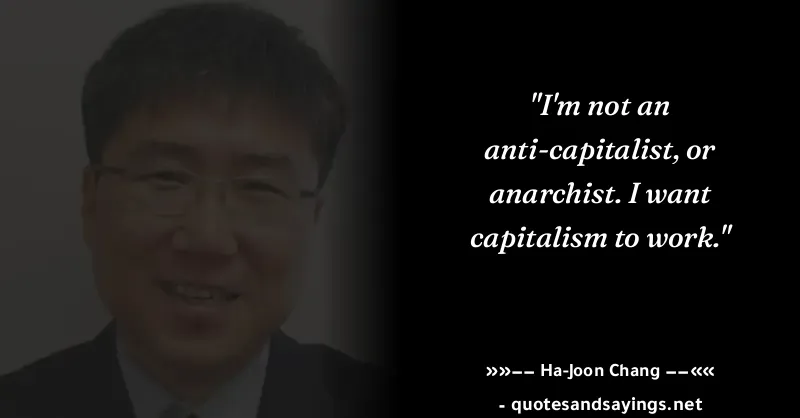 "I'm not an
anti-capitalist, or
anarchist. I want
capitalism to work."
»»−− Ha-Joon Chang −−««
- quotesandsayings.net